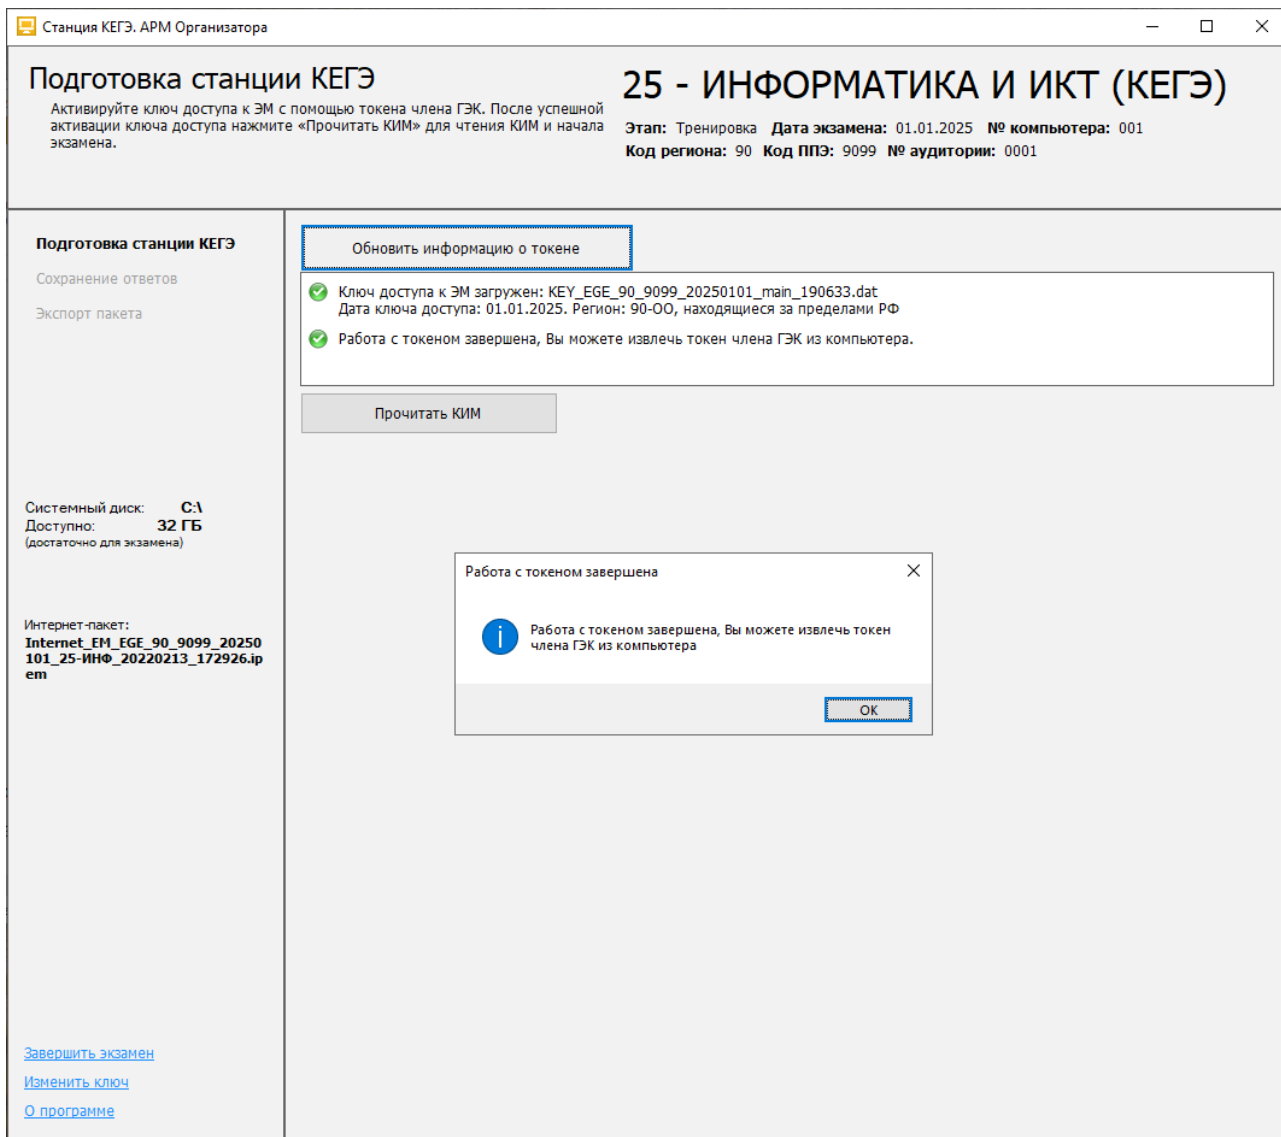 Станция КЕГЭ. АРМ Организатора
Подготовка станции КЕГЭ
Активируйте ключ доступа к ЭМ с помощью токена члена ГЭК. После успешной
активации ключа доступа нажмите «Прочитать КИМ» для чтения КИМ и начала
экзамена.
25 - ИНФОРМАТИКА И ИКТ (КЕГЭ)
Этап: Тренировка Дата экзамена: 01.01.2025 № компьютера: 001
Код региона: 90 Код ППЭ: 9099 № аудитории: 0001
Подготовка станции КЕГЭ
Сохранение ответов
Экспорт пакета
Системный диск: C:\
Доступно: 32 ГБ
(достаточно для экзамена)
Интернет-пакет:
Internet_EM_EGE_90_9099_20250
101_25-ИНФ_20220213_172926.ip
em
Завершить экзамен
Изменить ключ
О программе
Обновить информацию о токене
Ключ доступа к ЭМ загружен: KEY_EGE_90_9099_20250101_main_190633.dat
Дата ключа доступа: 01.01.2025. Регион: 90-ОО, находящиеся за пределами РФ
Работа с токеном завершена, Вы можете извлечь токен члена ГЭК из компьютера.
Прочитать КИМ
Работа с токеном завершена
Работа с токеном завершена, Вы можете извлечь токен
члена ГЭК из компьютера
ОК